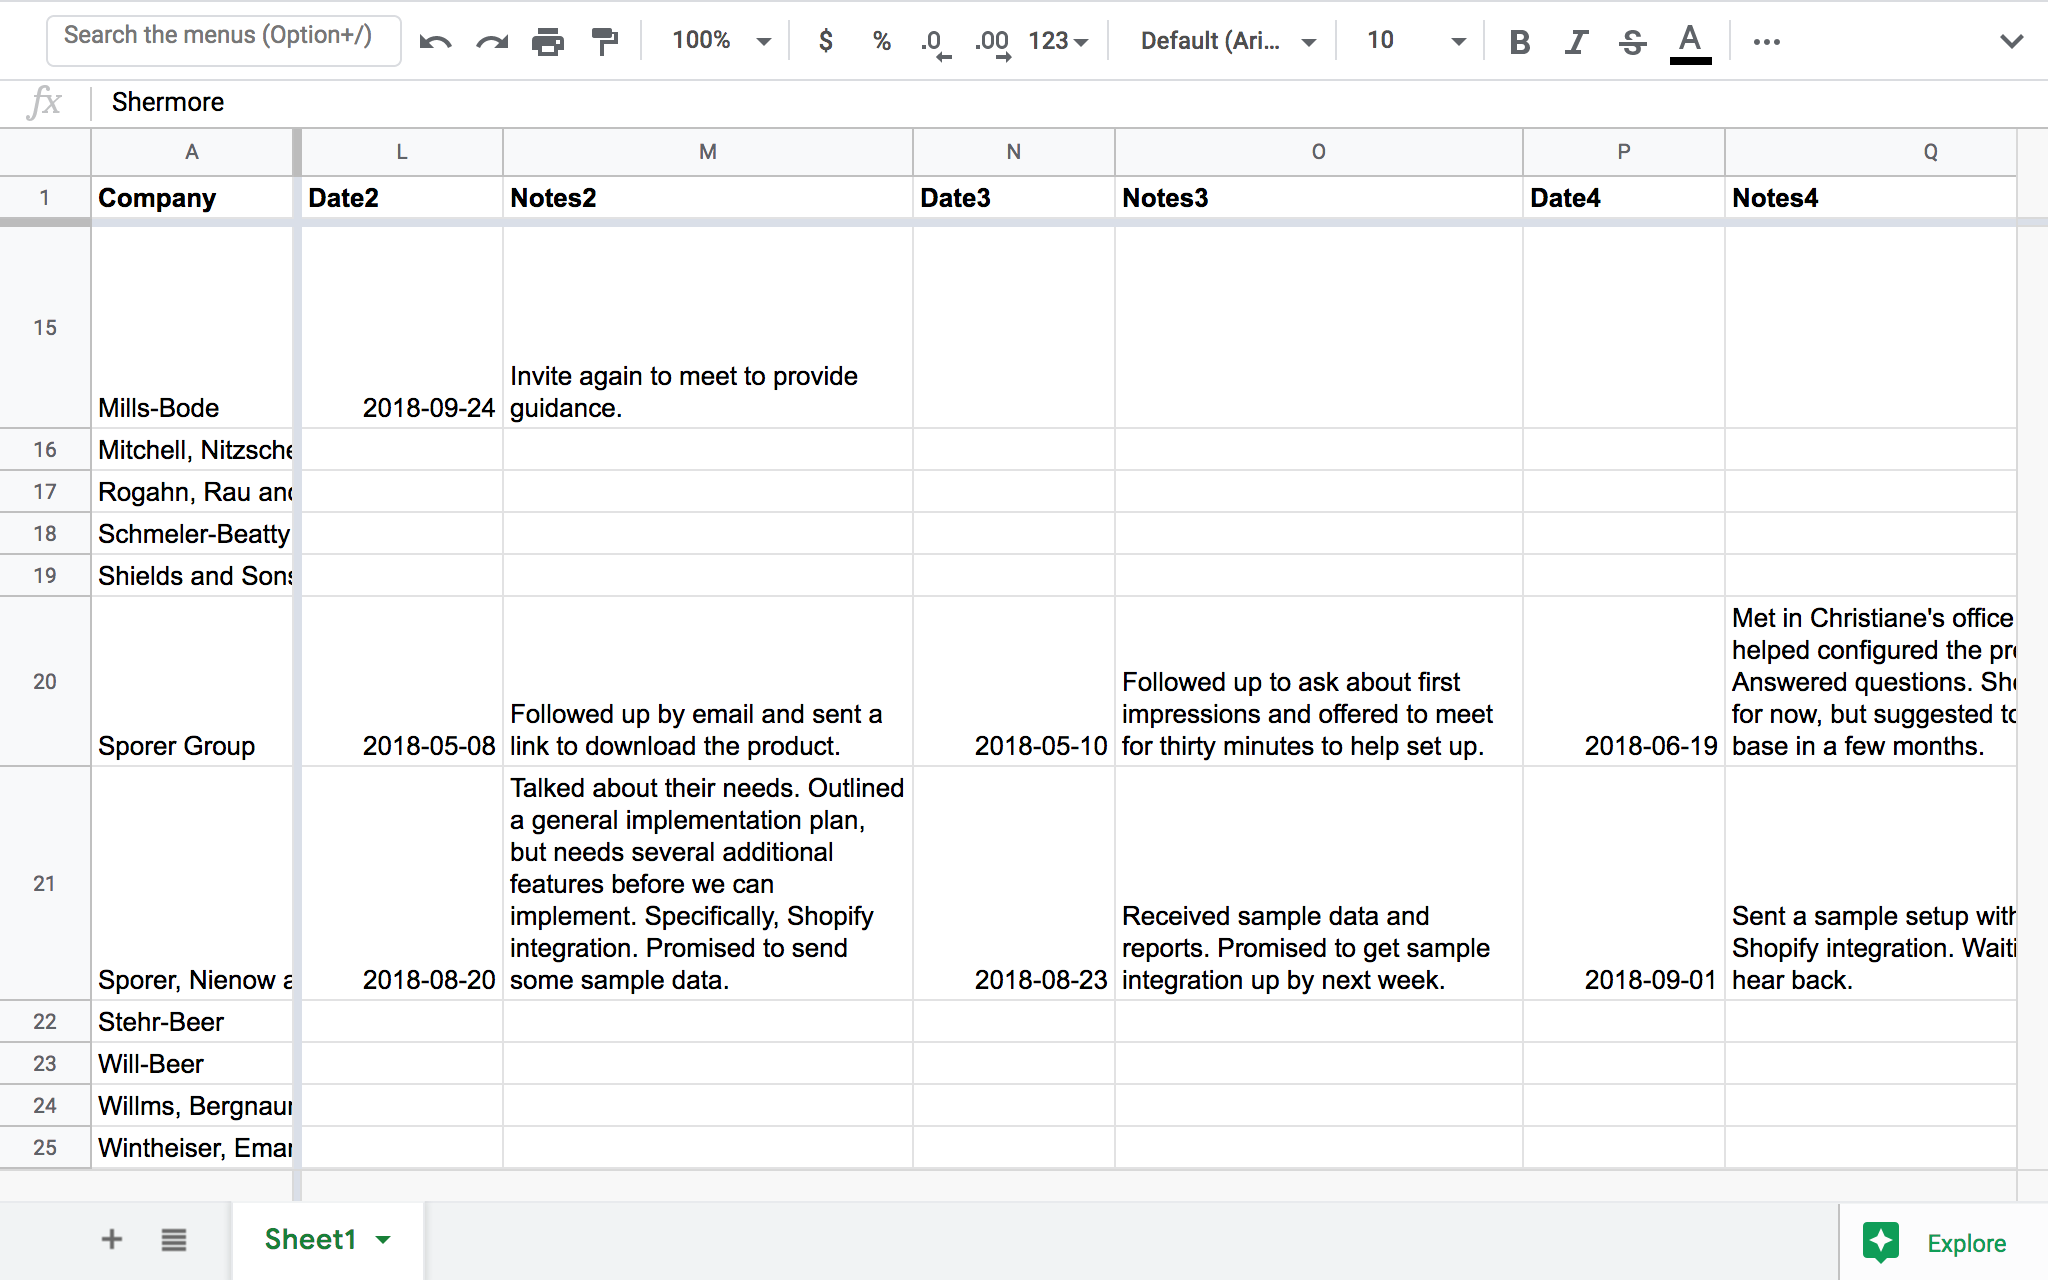 Search the menus (Option+/)
100%
$ % .0 .00 123
Default (Ari...
10
B I S A
fx Shermore
A L M N O P Q
1 Company Date2 Notes2 Date3 Notes3 Date4 Notes4
15 Mills-Bode 2018-09-24
Invite again to meet to provide
guidance.
16 Mitchell, Nitzsche
17 Rogahn, Rau and
18 Schmeler-Beatty
19 Shields and Sons
20 Sporer Group 2018-05-08
Followed up by email and sent a
link to download the product.
2018-05-10
Followed up to ask about first
impressions and offered to meet
for thirty minutes to help set up.
2018-06-19
Met in Christiane's office
helped configured the
Answered questions.
for now, but suggested
base in a few months.
21 Sporer, Nienow 2018-08-20
Talked about their needs. Outlined
a general implementation plan,
but needs several additional
features before we can
implement. Specifically, Shopify
integration. Promised to send
some sample data.
2018-08-23
Received sample data and
reports. Promised to get sample
integration up by next week.
2018-09-01
Sent a sample setup with
Shopify integration.
hear back.
22 Stehr-Beer
23 Will-Beer
24 Willms,
25 Wintheiser,
+ Sheet1
Explore